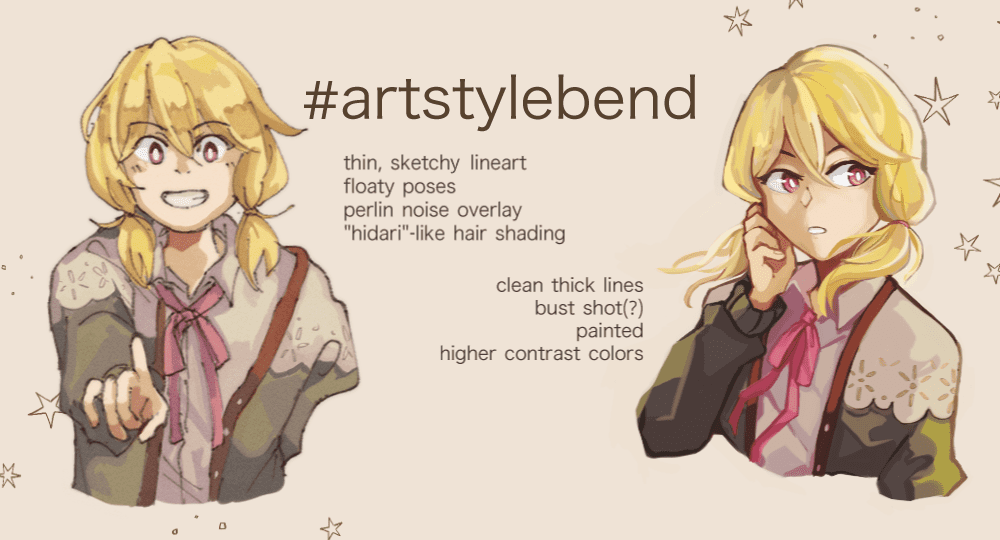 #artstylebend
thin, sketchy lineart
floaty poses
perlin noise overlay
"hidari"-like hair shading
clean thick lines
bust shot(?)
painted
higher contrast colors